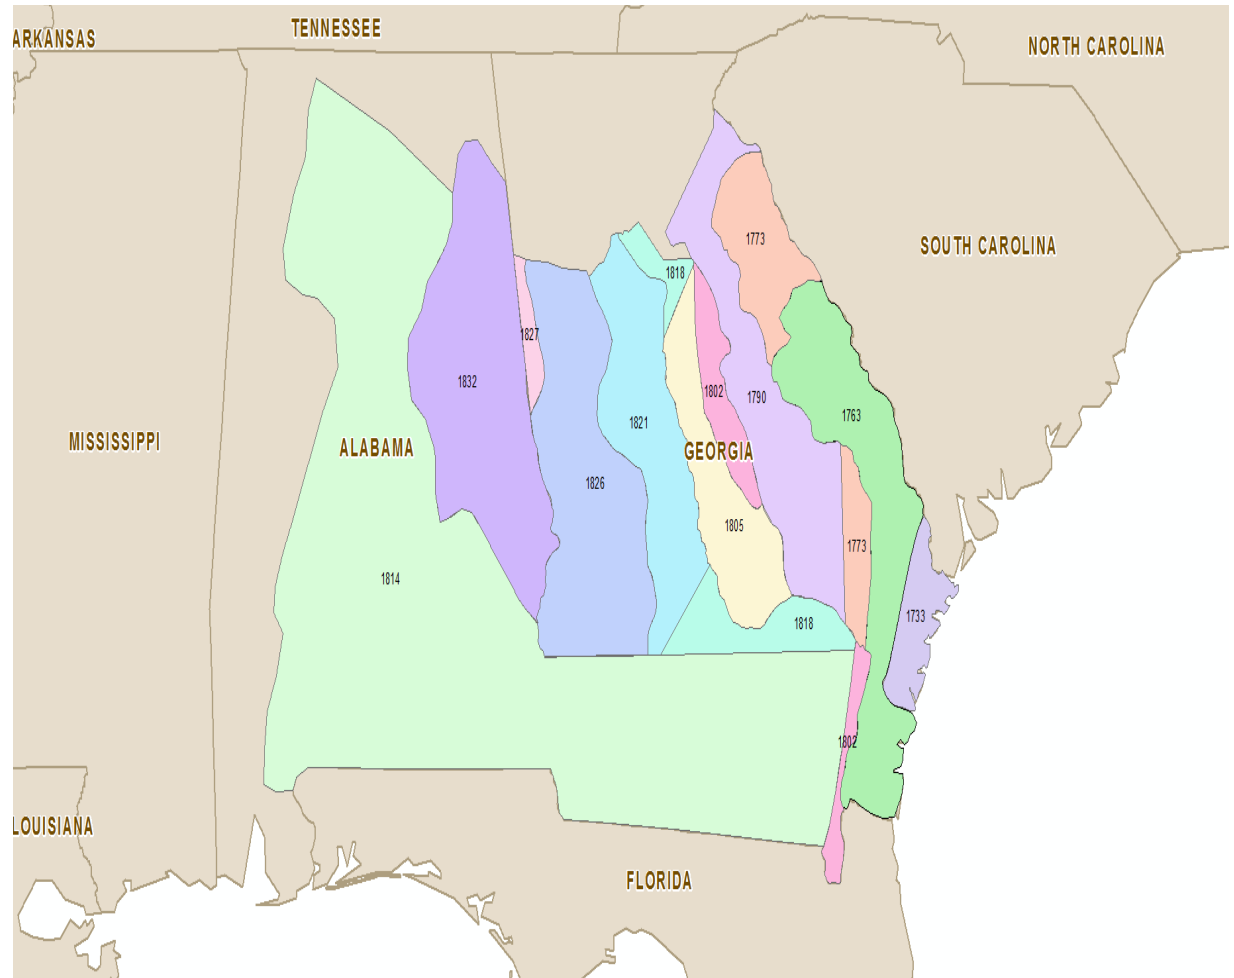 TENNESSEE
ARKANSAS
NORTH CAROLINA
1773
SOUTH CAROLINA
1818
1827
1832
1802
1790
1763
1821
MISSISSIPPI
ALABAMA
GEORGIA
1826
1805
1773
1814
1733
1818
1802
LOUISIANA
FLORIDA